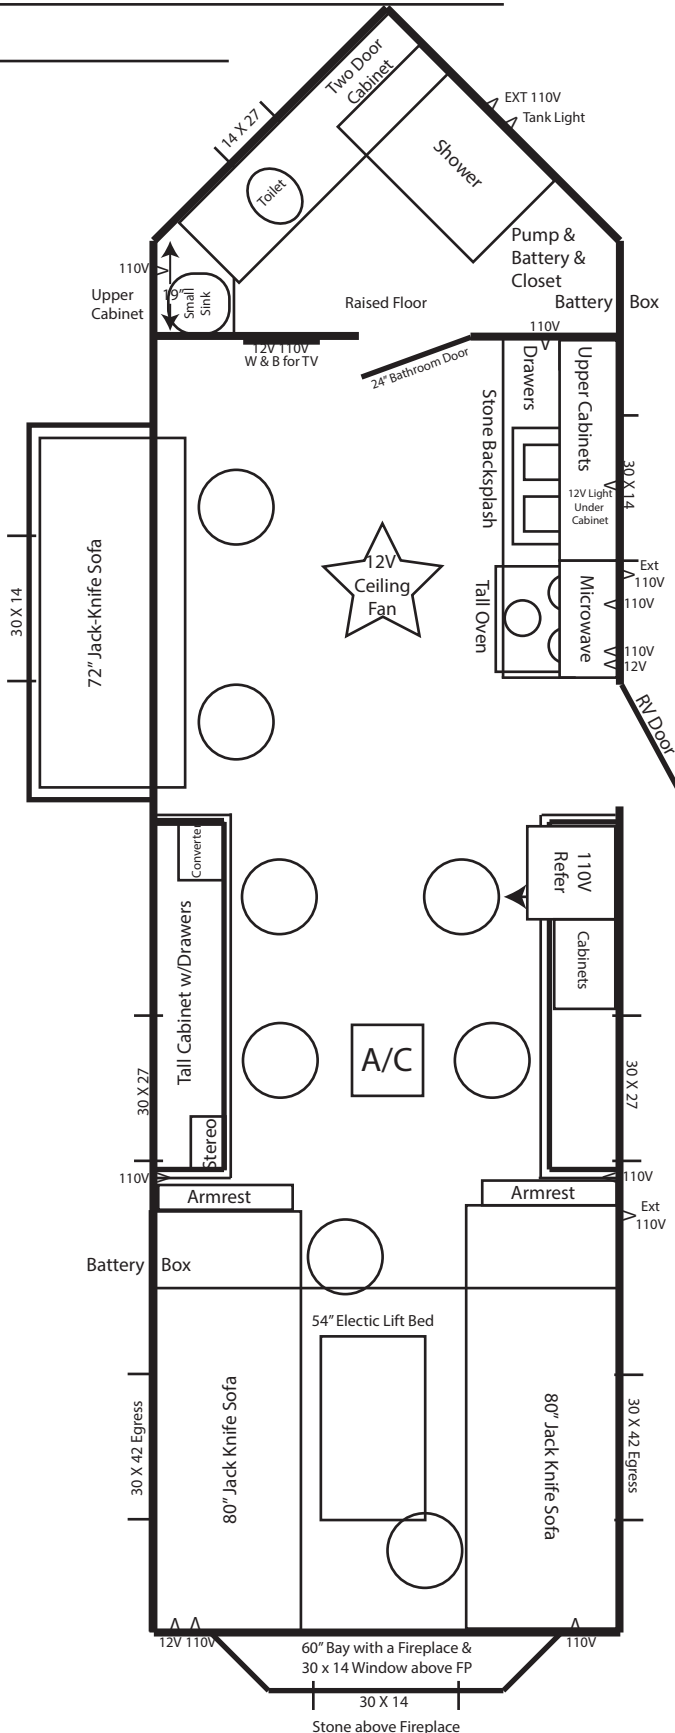 Two Door
Cabinet
EXT 110V
Tank Light
14 X 27
Shower
Toilet
Pump &
Battery &
Closet
110V
19"
Small
Sink
Upper
Cabinet
Raised Floor
Battery Box
110V
12V 110V
W & B for TV
24" Bathroom Door
Drawers
Upper Cabinets
Stone Backsplash
30 X 14
12V Light
Under
Cabinet
12V
Ceiling
Fan
Ext
110V
110V
Tall Oven
Microwave
110V
12V
30 X 14
72" Jack-Knife Sofa
RV Door
Converter
110V
Refer
Cabinets
Tall Cabinet w/Drawers
A/C
30 X 27
30 X 27
Stereo
110V
110V
Armrest
Armrest
Ext
110V
Battery Box
54" Electic Lift Bed
30 X 42 Egress
80" Jack Knife Sofa
80" Jack Knife Sofa
30 X 42 Egress
12V 110V
110V
60" Bay with a Fireplace &
30 x 14 Window above FP
30 X 14
Stone above Fireplace